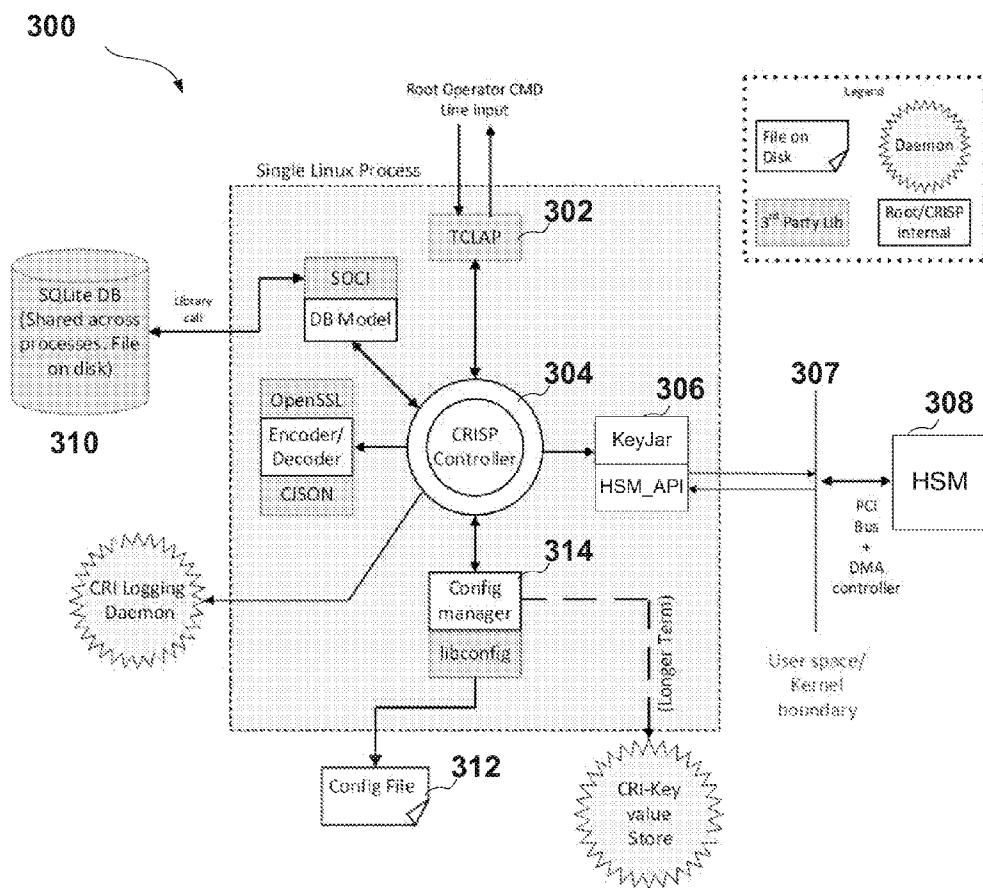 300
Root Operator CMD
Line Input
Legend
File on
Disk
Daemon
3rd Party Lib
Root/CRISP
internal
Single Linux Process
302
TCLAP
SOCI
DB Model
SQLite DB
(Shared across
processes. File
on disk)
Library
call
310
304
CRISP
Controller
306
KeyJar
HSM_API
307
308
HSM
PCI
Bus
+
DMA
controller
OpenSSL
Encoder/
Decoder
CJSON
314
Config
manager
libconfig
CRI Logging
Daemon
(Longer Term)
User space/
Kernel
boundary
Config File
312
CRI-Key
value
Store